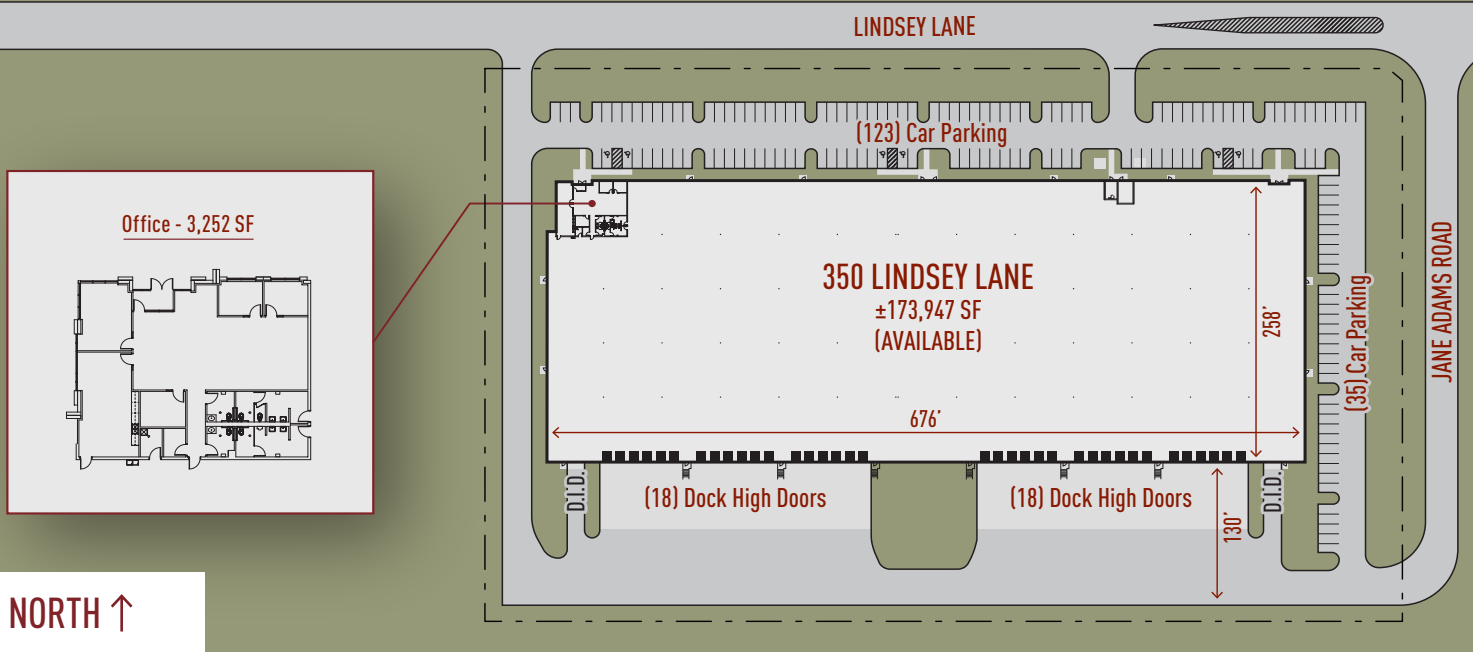 LINDSEY LANE
(123) Car Parking
Office - 3,252 SF
350 LINDSEY LANE
±173,947 SF
(AVAILABLE)
258'
676'
(35) Car Parking
JANE ADAMS ROAD
D.I.D.
(18) Dock High Doors
(18) Dock High Doors
D.I.D.
130'
NORTH ↑